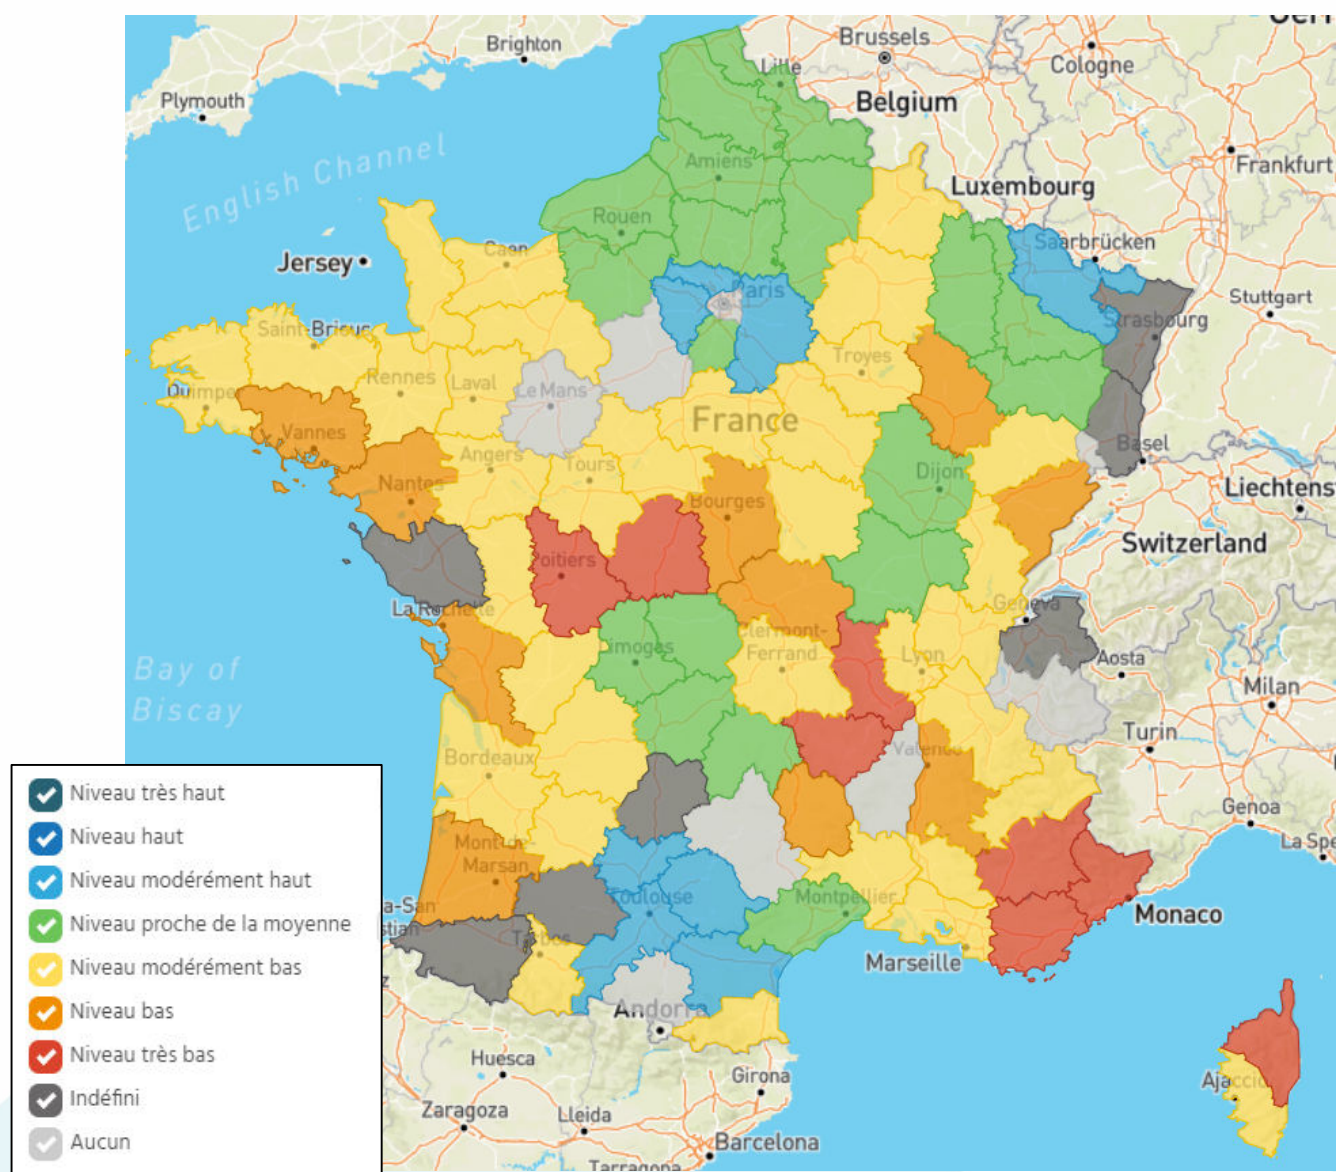 Brighton
Brussels
Cologne
Lille
Plymouth
Belgium
Frankfurt
English Channel
Amiens
Luxembourg
Rouen
Saarbrücken
Jersey
Caen
Paris
Stuttgart
Strasbourg
Saint-Brieuc
Troyes
Rennes
Laval
Le Mans
Quimper
France
Vannes
Basel
Angers
Tours
Dijon
Nantes
Bourges
Liechtens
Switzerland
Poitiers
La Rochelle
Geneva
Clermont-
Ferrand
Limoges
Lyon
Aosta
Bay of
Biscay
Milan
Turin
Valence
Bordeaux
Genoa
La Spe
Mont-de-
Marsan
Toulouse
Montpellier
a-San
stian
Tarbes
Monaco
Marseille
Andorra
Huesca
Girona
Ajaccio
Zaragoza
Lleida
Barcelona
Tarragona
Niveau très haut
Niveau haut
Niveau modérément haut
Niveau proche de la moyenne
Niveau modérément bas
Niveau bas
Niveau très bas
Indéfini
Aucun